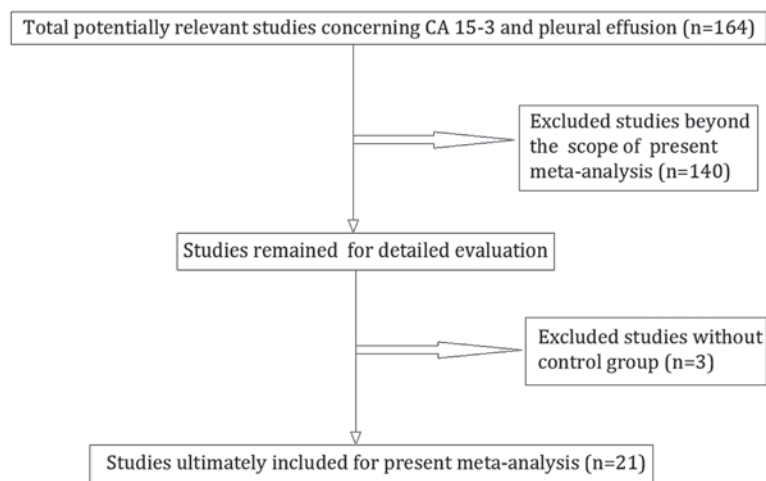 Total potentially relevant studies concerning CA 15-3 and pleural effusion (n=164)
Excluded studies beyond
the scope of present
meta-analysis (n=140)
Studies remained for detailed evaluation
Excluded studies without
control group (n=3)
Studies ultimately included for present meta-analysis (n=21)